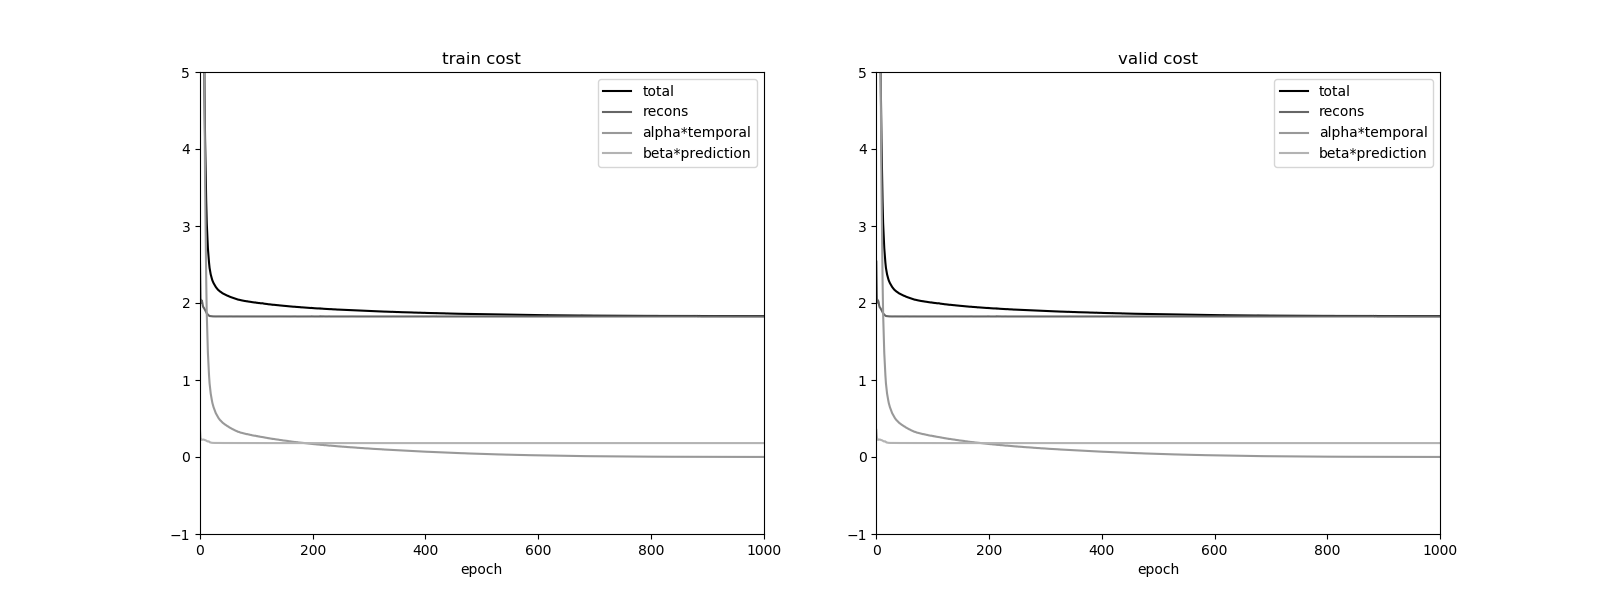 train cost
5
4
3
2
1
0
−1
0 200 400 600 800 1000
epoch
total
recons
alpha*temporal
beta*prediction
valid cost
5
4
3
2
1
0
−1
0 200 400 600 800 1000
epoch
total
recons
alpha*temporal
beta*prediction